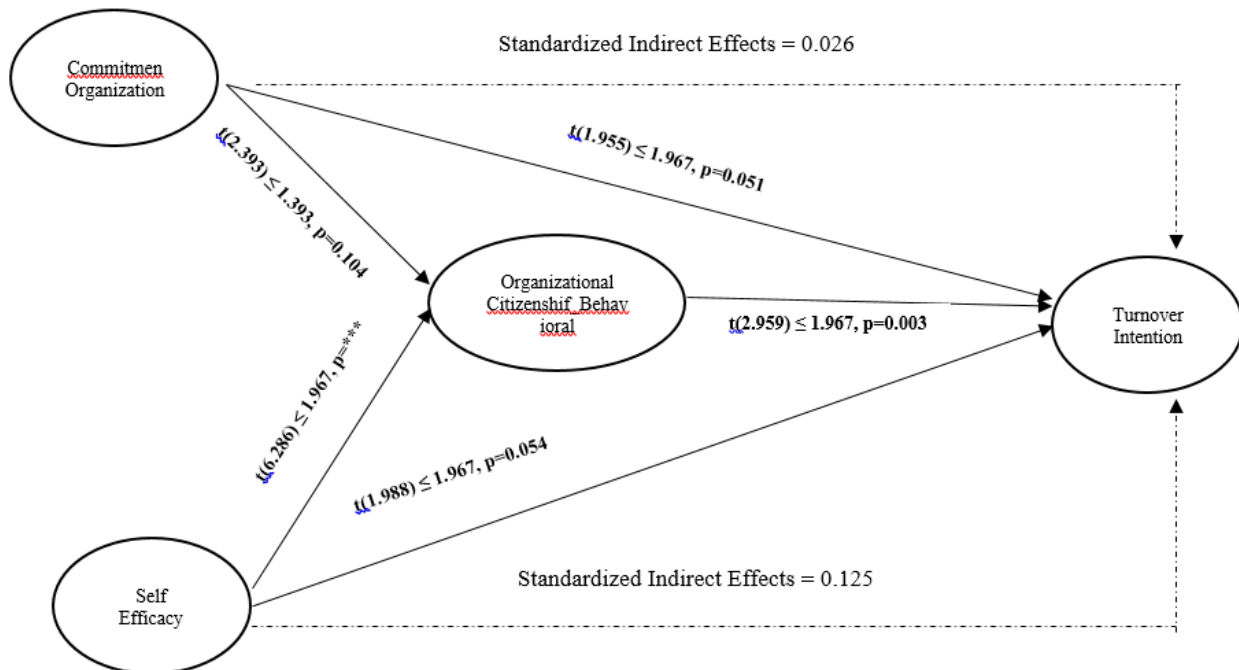 Standardized Indirect Effects = 0.026
Commitmen
Organization
t(1.955) ≤ 1.967, p=0.051
t(2.393) ≤ 1.393, p=0.104
Organizational
Citizenshif_Behav
ioral
Turnover
Intention
t(2.959) ≤ 1.967, p=0.003
t(6.286) ≤ 1.967, p=***
t(1.988) ≤ 1.967, p=0.054
Standardized Indirect Effects = 0.125
Self
Efficacy